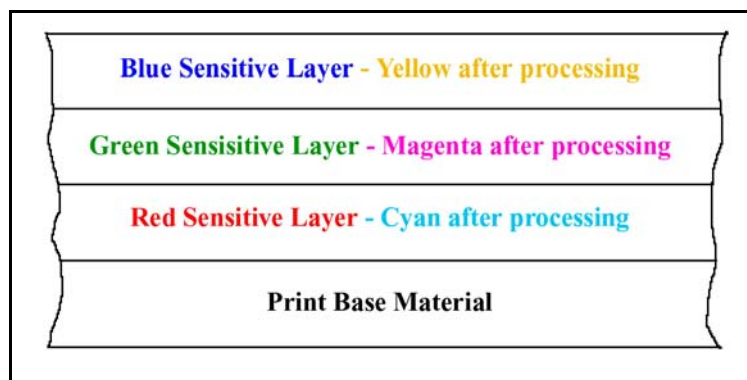 Blue Sensitive Layer - Yellow after processing
Green Sensisitive Layer - Magenta after processing
Red Sensitive Layer - Cyan after processing
Print Base Material